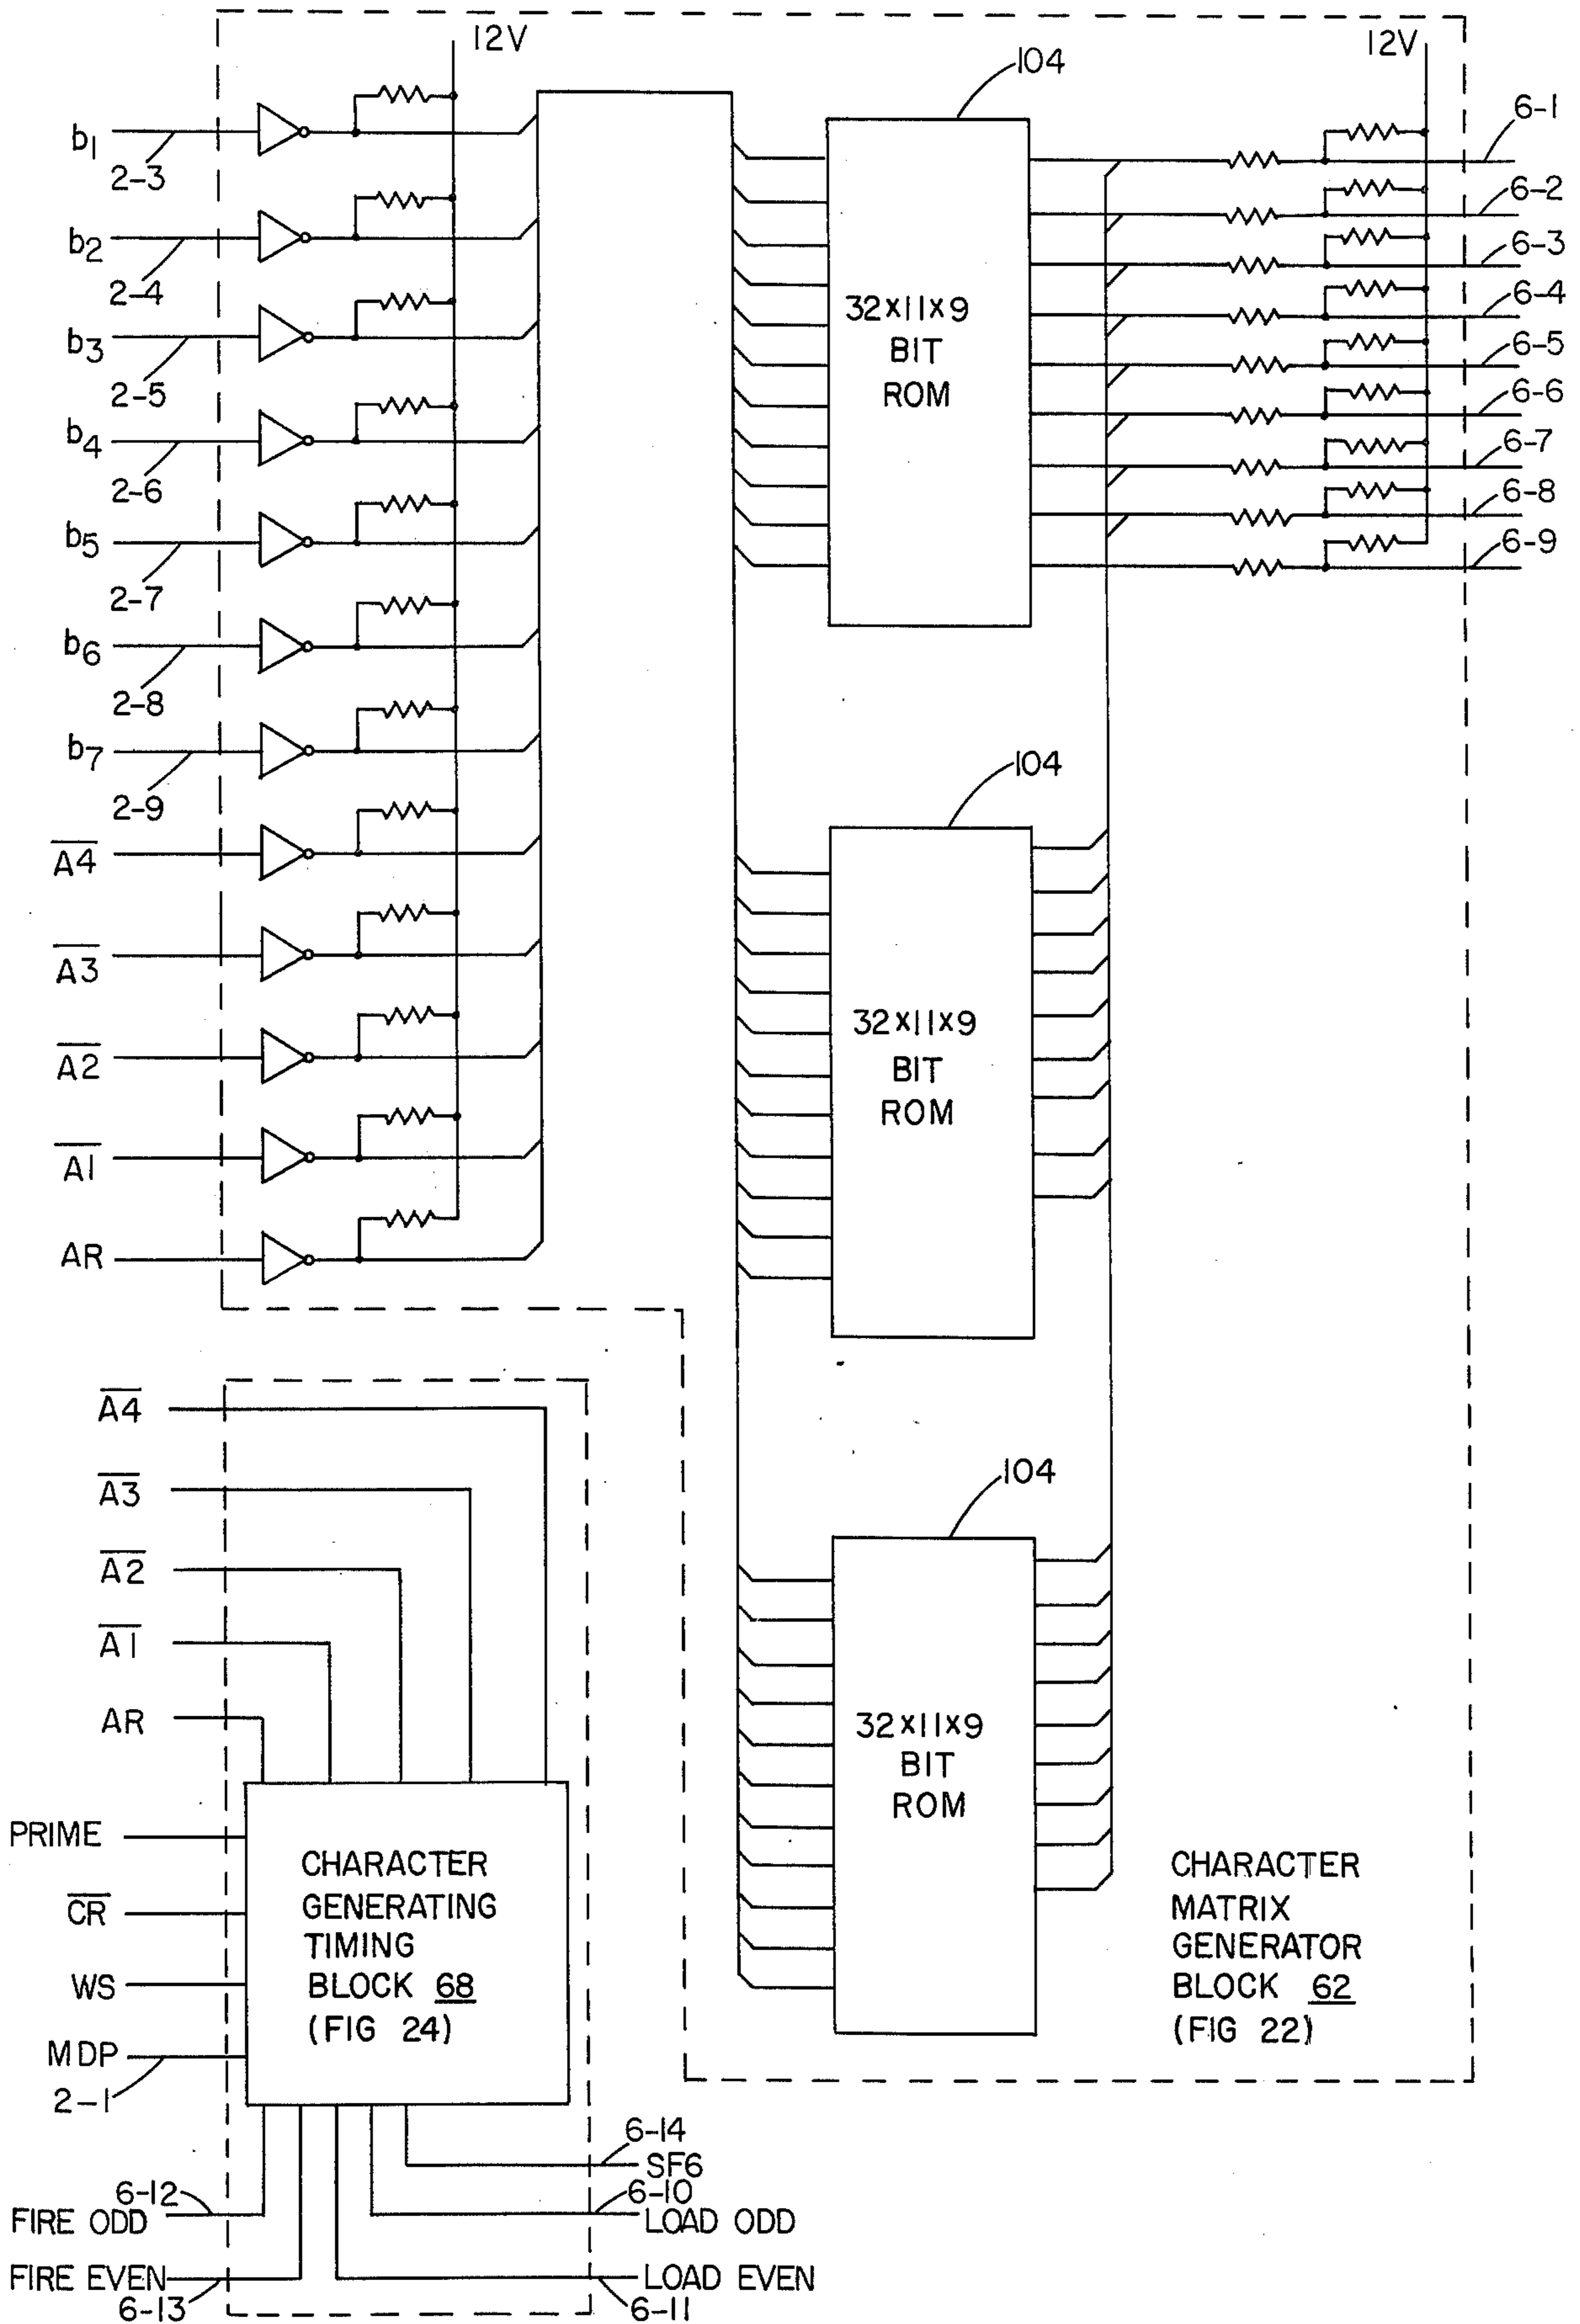 12V
12V
104
b1
2-3
b2
2-4
b3
2-5
b4
2-6
b5
2-7
b6
2-8
b7
2-9
A4
A3
A2
A1
AR
32x11x9
BIT
ROM
6-1
6-2
6-3
6-4
6-5
6-6
6-7
6-8
6-9
104
32x11x9
BIT
ROM
104
32x11x9
BIT
ROM
A4
A3
A2
A1
AR
PRIME
CR
WS
MDP
2-1
CHARACTER
GENERATING
TIMING
BLOCK 68
(FIG 24)
CHARACTER
MATRIX
GENERATOR
BLOCK 62
(FIG 22)
6-14
SF6
6-12
6-10
FIRE ODD
LOAD ODD
FIRE EVEN
LOAD EVEN
6-13
6-11